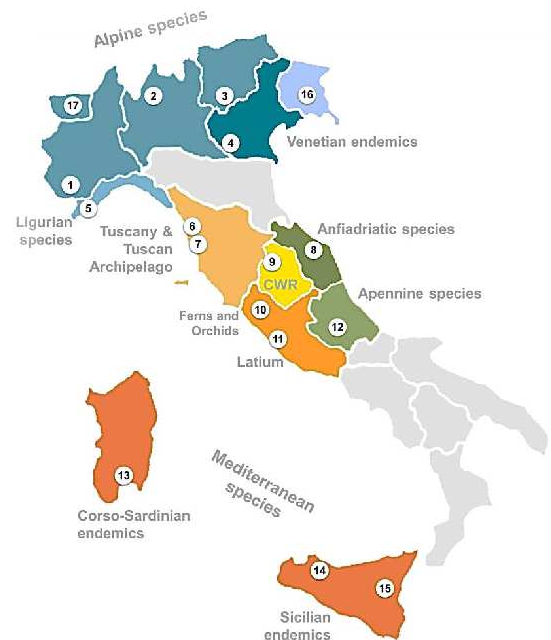 Alpine species
17
2
3
16
4
Venetian endemics
1
5
Ligurian
species
6
7
Tuscany &
Tuscan
Archipelago
8
Anfiadriatic species
9
CWR
Apennine species
10
Ferns and
Orchids
11
12
Latium
13
Corso-Sardinian
endemics
Mediterranean
species
14
15
Sicilian
endemics